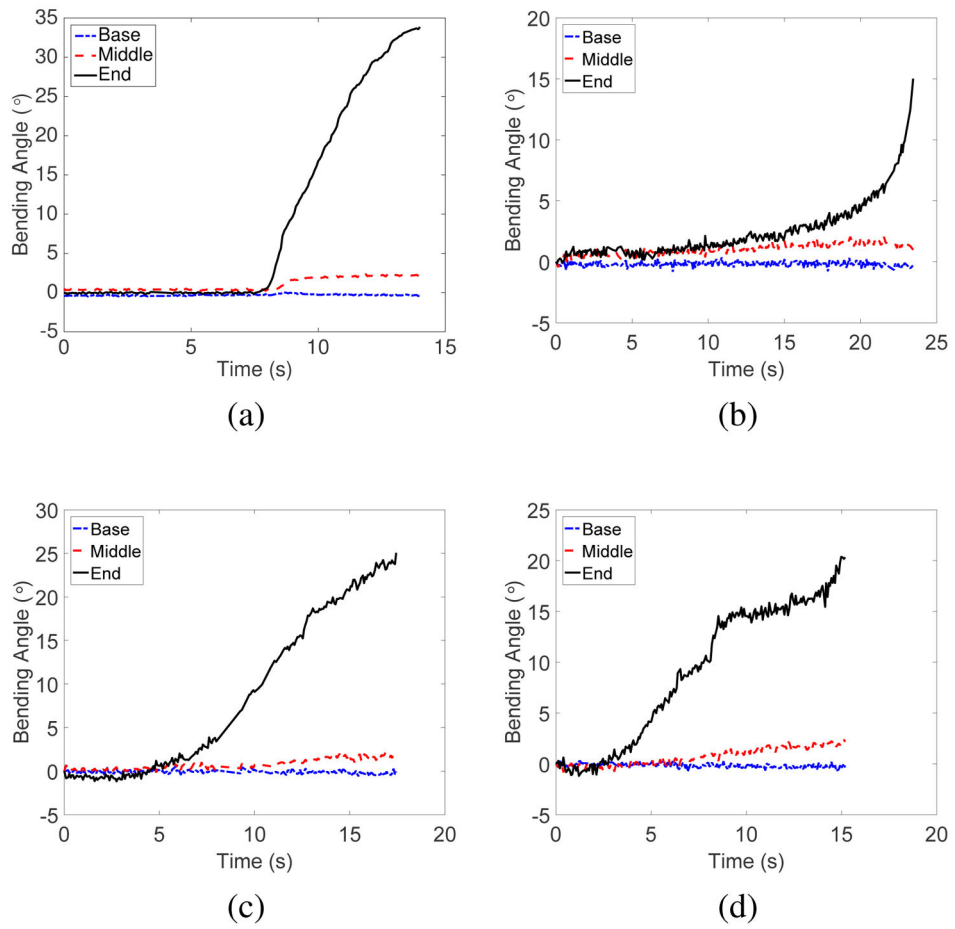 35
30
25
20
15
10
5
0
-5
Bending Angle (°)
Base
Middle
End
0 5 10 15
Time (s)
(a)
20
15
10
5
0
-5
Bending Angle (°)
Base
Middle
End
0 5 10 15 20 25
Time (s)
(b)
30
25
20
15
10
5
0
-5
Bending Angle (°)
Base
Middle
End
0 5 10 15 20
Time (s)
(c)
25
20
15
10
5
0
-5
Bending Angle (°)
Base
Middle
End
0 5 10 15 20
Time (s)
(d)